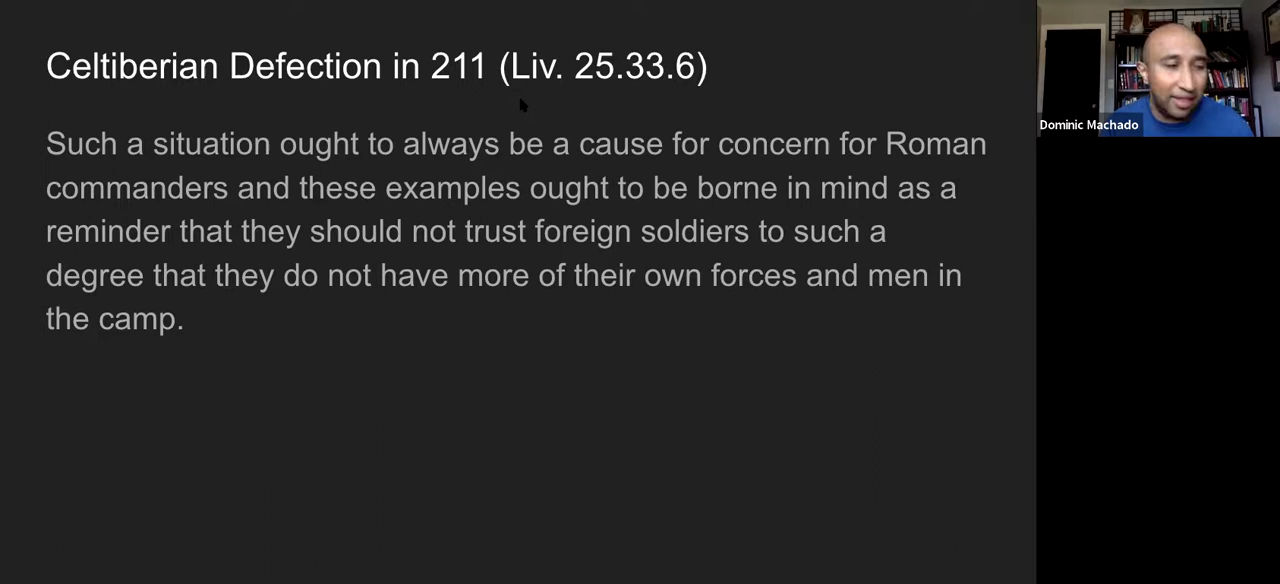 Celtiberian Defection in 211 (Liv. 25.33.6)
Such a situation ought to always be a cause for concern for Roman
commanders and these examples ought to be borne in mind as a
reminder that they should not trust foreign soldiers to such a
degree that they do not have more of their own forces and men in
the camp.
Dominic Machado